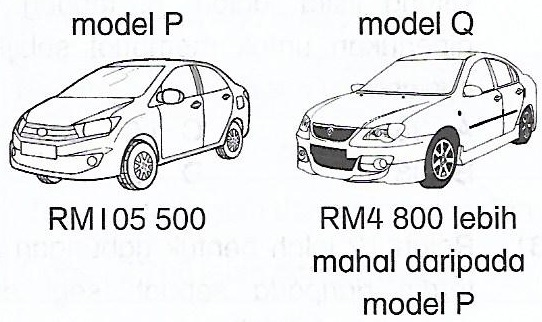 model P
model Q
RM105 500
RM4 800 lebih
mahal daripada
model P